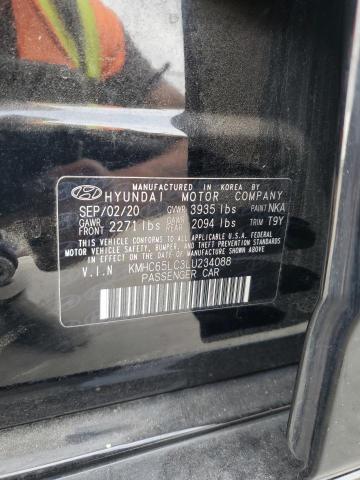 MANUFACTURED IN KOREA BY
HYUNDAI MOTOR COMPANY
SEP/02/20 GVWR 3935 lbs PAINT NKA
GAWR FRONT 2271 lbs GAWR REAR 2094 lbs TRIM T9Y
THIS VEHICLE CONFORMS TO ALL APPLICABLE U.S.A FEDERAL
MOTOR VEHICLE SAFETY, BUMPER, AND THEFT PREVENTION
STANDARDS IN EFFECT ON THE DATE OF MANUFACTURE SHOWN ABOVE.
V.I.N KMHC65LC3LU234088
PASSENGER CAR